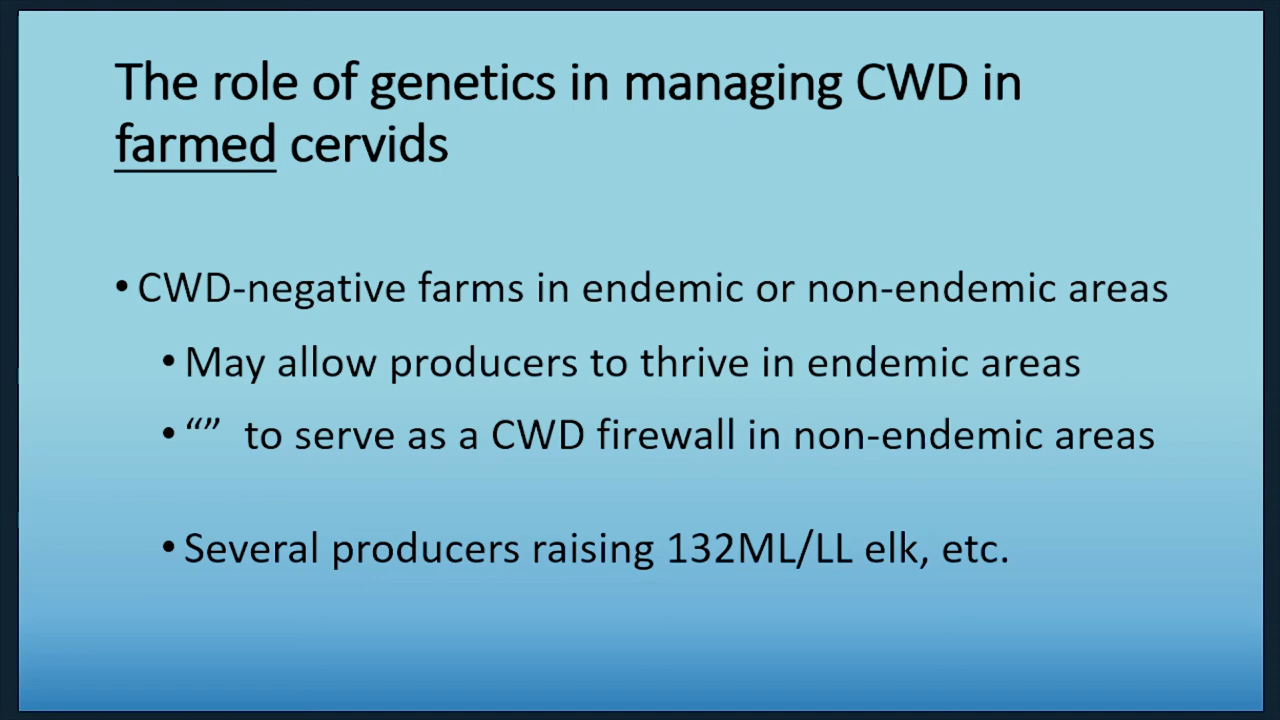 The role of genetics in managing CWD in
farmed cervids
• CWD-negative farms in endemic or non-endemic areas
• May allow producers to thrive in endemic areas
• “” to serve as a CWD firewall in non-endemic areas
• Several producers raising 132ML/LL elk, etc.